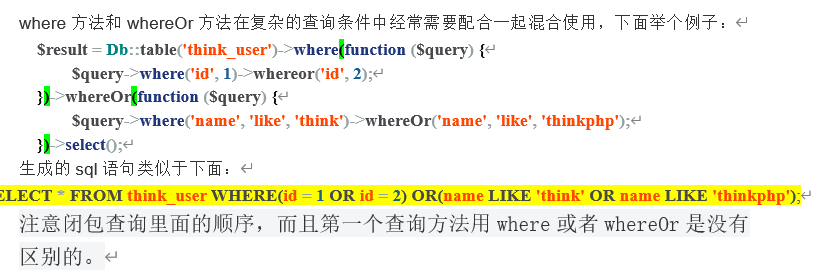 where 方法和 whereOr 方法在复杂的查询条件中经常需要配合一起混合使用，下面举个例子：
$result = Db::table('think_user')->where(function ($query) {
$query->where('id', 1)->whereor('id', 2);
})->whereOr(function ($query) {
$query->where('name', 'like', 'think')->whereOr('name', 'like', 'thinkphp');
})->select();
生成的 sql 语句类似于下面：
ELECT * FROM think_user WHERE(id = 1 OR id = 2) OR(name LIKE 'think' OR name LIKE 'thinkphp');
注意闭包查询里面的顺序，而且第一个查询方法用 where 或者 whereOr 是没有
区别的。